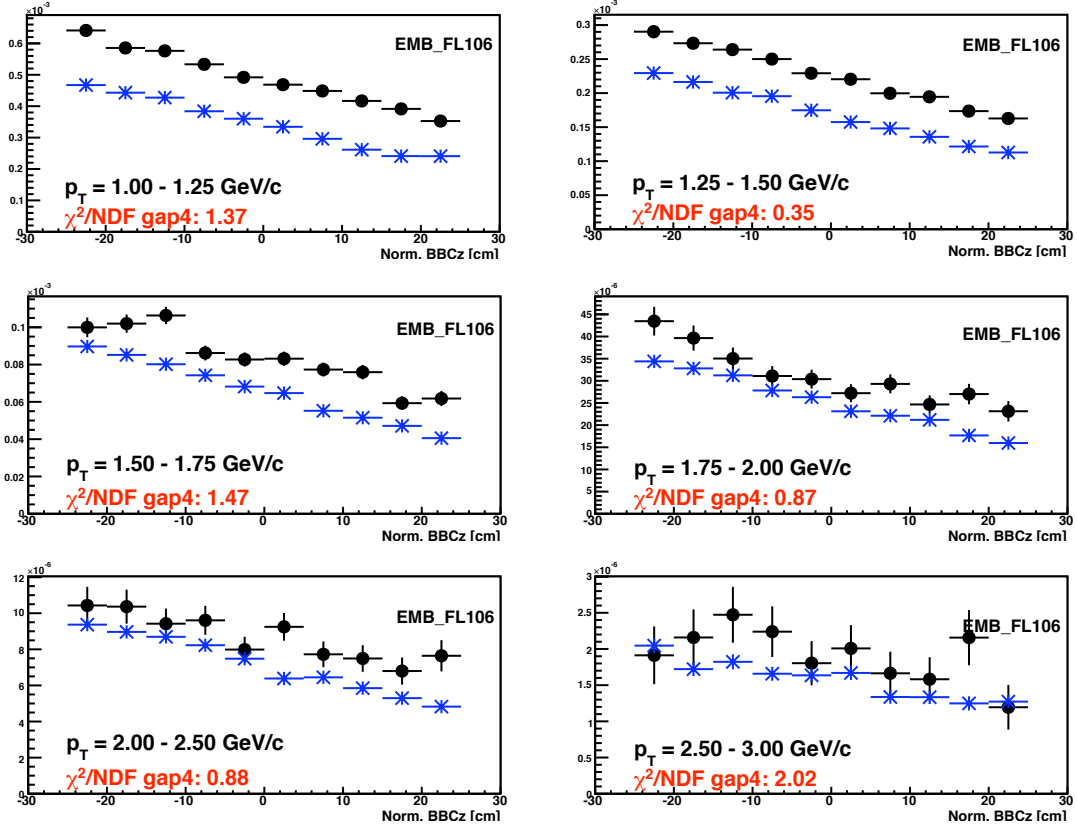 ×10⁻³
0.6
0.5
0.4
0.3
0.2
0.1
0
EMB_FL106
p_T = 1.00 - 1.25 GeV/c
χ²/NDF gap4: 1.37
-30 -20 -10 0 10 20 30
Norm. BBCz [cm]
×10⁻³
0.3
0.25
0.2
0.15
0.1
0.05
0
EMB_FL106
p_T = 1.25 - 1.50 GeV/c
χ²/NDF gap4: 0.35
-30 -20 -10 0 10 20 30
Norm. BBCz [cm]
×10⁻³
0.1
0.08
0.06
0.04
0.02
0
EMB_FL106
p_T = 1.50 - 1.75 GeV/c
χ²/NDF gap4: 1.47
-30 -20 -10 0 10 20 30
Norm. BBCz [cm]
×10⁻⁶
45
40
35
30
25
20
15
10
5
0
EMB_FL106
p_T = 1.75 - 2.00 GeV/c
χ²/NDF gap4: 0.87
-30 -20 -10 0 10 20 30
Norm. BBCz [cm]
×10⁻⁶
12
10
8
6
4
2
0
EMB_FL106
p_T = 2.00 - 2.50 GeV/c
χ²/NDF gap4: 0.88
-30 -20 -10 0 10 20 30
Norm. BBCz [cm]
×10⁻⁶
3
2.5
2
1.5
1
0.5
0
EMB_FL106
p_T = 2.50 - 3.00 GeV/c
χ²/NDF gap4: 2.02
-30 -20 -10 0 10 20 30
Norm. BBCz [cm]